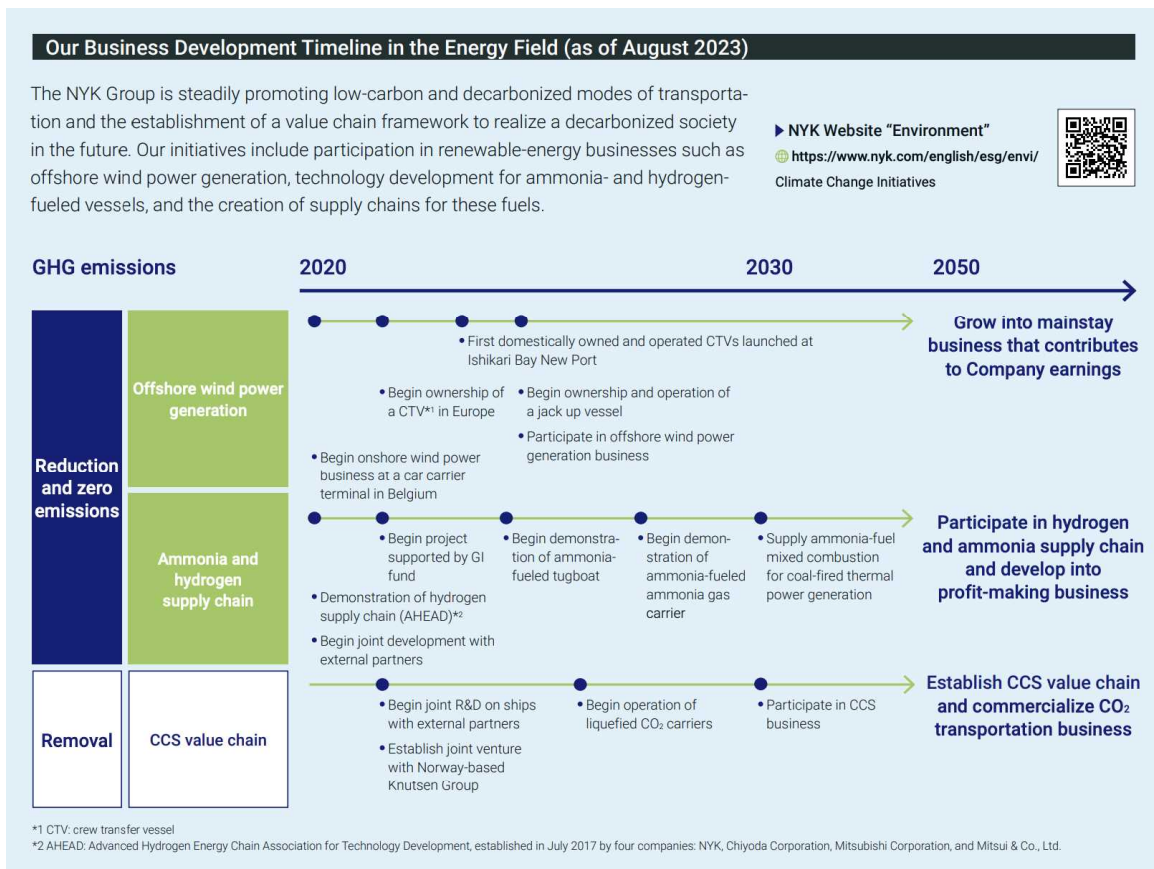 Our Business Development Timeline in the Energy Field (as of August 2023)
The NYK Group is steadily promoting low-carbon and decarbonized modes of transporta-
tion and the establishment of a value chain framework to realize a decarbonized society
in the future. Our initiatives include participation in renewable-energy businesses such as
offshore wind power generation, technology development for ammonia- and hydrogen-
fueled vessels, and the creation of supply chains for these fuels.
NYK Website “Environment”
https://www.nyk.com/english/esg/envi/
Climate Change Initiatives
GHG emissions
2020
2030
2050
Reduction
and zero
emissions
Offshore wind power
generation
• First domestically owned and operated CTVs launched at
Ishikari Bay New Port
• Begin ownership of
a CTV*1 in Europe
• Begin ownership and operation of
a jack up vessel
• Participate in offshore wind power
generation business
• Begin onshore wind power
business at a car carrier
terminal in Belgium
Grow into mainstay
business that contributes
to Company earnings
Ammonia and
hydrogen
supply chain
• Begin project
supported by GI
fund
• Begin demonstra-
tion of ammonia-
fueled tugboat
• Begin demon-
stration of
ammonia-fueled
ammonia gas
carrier
• Supply ammonia-fuel
mixed combustion
for coal-fired thermal
power generation
• Demonstration of hydrogen
supply chain (AHEAD)*2
• Begin joint development with
external partners
Participate in hydrogen
and ammonia supply chain
and develop into
profit-making business
Removal
CCS value chain
• Begin joint R&D on ships
with external partners
• Establish joint venture
with Norway-based
Knutsen Group
• Begin operation of
liquefied CO₂ carriers
• Participate in CCS
business
Establish CCS value chain
and commercialize CO₂
transportation business
*1 CTV: crew transfer vessel
*2 AHEAD: Advanced Hydrogen Energy Chain Association for Technology Development, established in July 2017 by four companies: NYK, Chiyoda Corporation, Mitsubishi Corporation, and Mitsui & Co., Ltd.